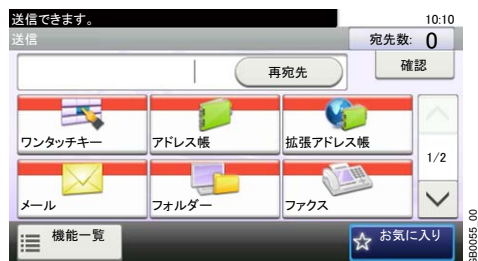 送信できます。
10:10
送信
宛先数: 0
再宛先
確認
ワンタッチキー
アドレス帳
拡張アドレス帳
1/2
メール
フォルダー
ファクス
機能一覧
お気に入り
GB0055_00